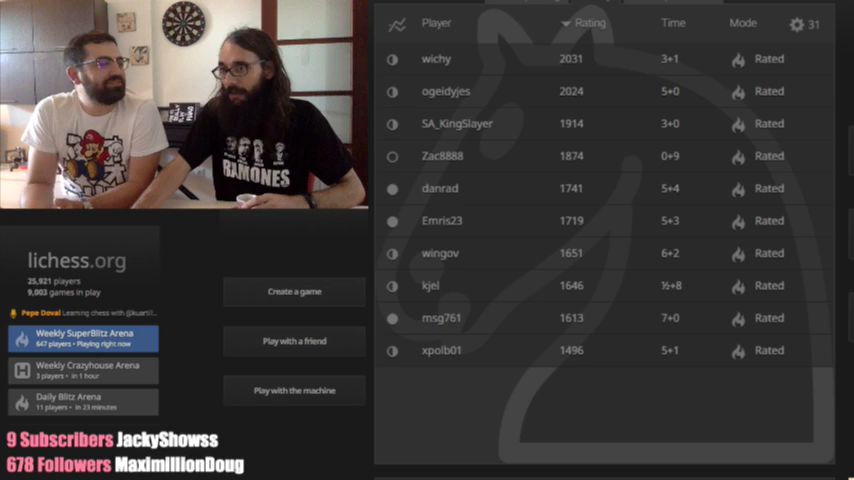 RAMONES
Player Rating Time Mode 31
wichy 2031 3+1 Rated
ogeidyjes 2024 5+0 Rated
SA_KingSlayer 1914 3+0 Rated
Zac8888 1874 0+9 Rated
danrad 1741 5+4 Rated
Emris23 1719 5+3 Rated
wingov 1651 6+2 Rated
kjel 1646 ½+8 Rated
msg761 1613 7+0 Rated
xpolb01 1496 5+1 Rated
lichess.org
25,921 players
9,003 games in play
Pepe Doval Learning chess with
Weekly SuperBlitz Arena
647 players • Playing right now
Weekly Crazyhouse Arena
3 players • in 1 hour
Daily Blitz Arena
11 players • in 23 minutes
Create a game
Play with a friend
Play with the machine
9 Subscribers JackyShowss
678 Followers MaximillionDoug